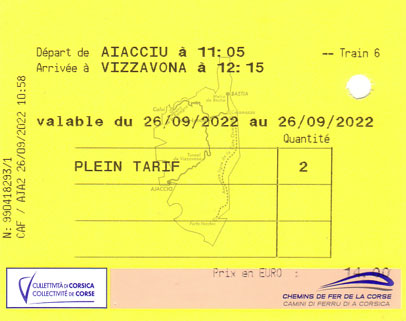 Départ de AIACCIU à 11:05
-- Train 6
Arrivée à VIZZAVONA à 12:15
BASTIA
valable du 26/09/2022 au 26/09/2022
Quantité
PLEIN TARIF 2
AJACCIO
N: 990418293/1
CAF / AJA2 26/09/2022 10:58
Prix en EURO :
CULLETTIVITÀ DI CORSICA
COLLECTIVITÉ DE CORSE
CHEMINS DE FER DE LA CORSE
CAMINI DI FERRU DI A CORSICA